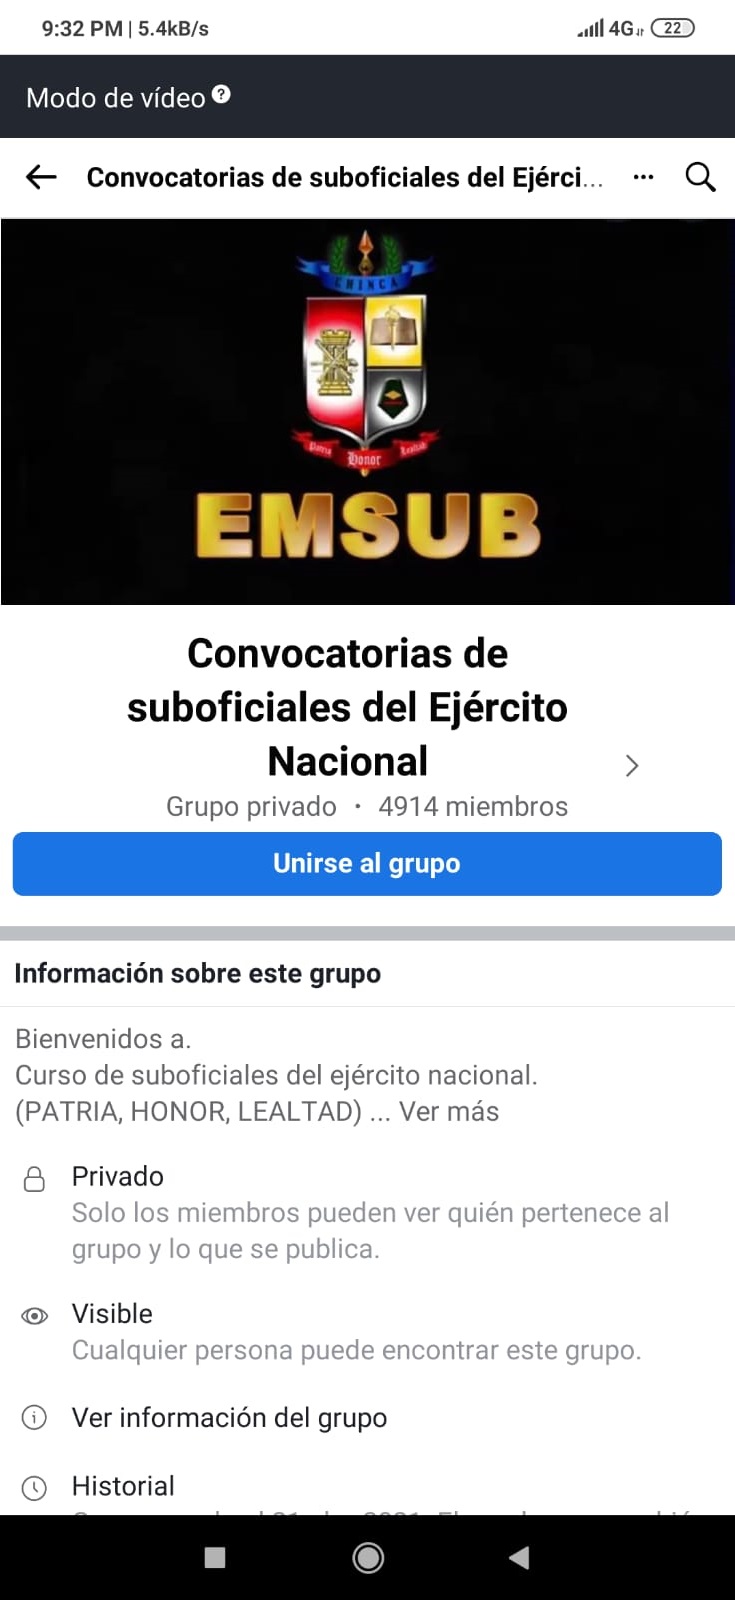 9:32 PM | 5.4kB/s
4G 22
Modo de vídeo ?
Convocatorias de suboficiales del Ejérci...
CHINCA
Patria Honor Lealtad
EMSUB
Convocatorias de
suboficiales del Ejército
Nacional
Grupo privado · 4914 miembros
Unirse al grupo
Información sobre este grupo
Bienvenidos a.
Curso de suboficiales del ejército nacional.
(PATRIA, HONOR, LEALTAD) ... Ver más
Privado
Solo los miembros pueden ver quién pertenece al
grupo y lo que se publica.
Visible
Cualquier persona puede encontrar este grupo.
Ver información del grupo
Historial